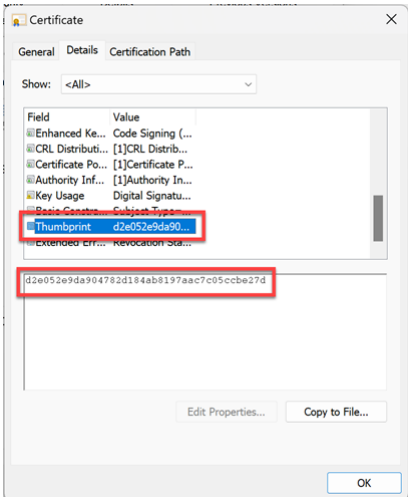 Certificate
General Details Certification Path
Show: <All>
Field Value
Enhanced Ke... Code Signing (...
CRL Distributi... [1]CRL Distrib...
Certificate Po... [1]Certificate P...
Authority Inf... [1]Authority In...
Key Usage Digital Signatu...
Basic Constra... Subject Type=...
Thumbprint d2e052e9da90...
Extended Err... Revocation Sta...
d2e052e9da904782d184ab8197aac7c05ccbe27d
Edit Properties... Copy to File...
OK